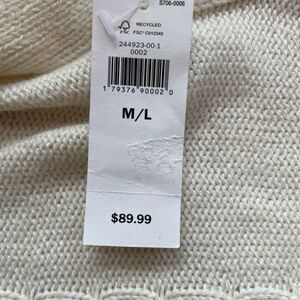 S706-0006
RECYCLED
FSC FSC® C012345
244923-00-1
0002
1 79376 90002 0
M/L
$89.99